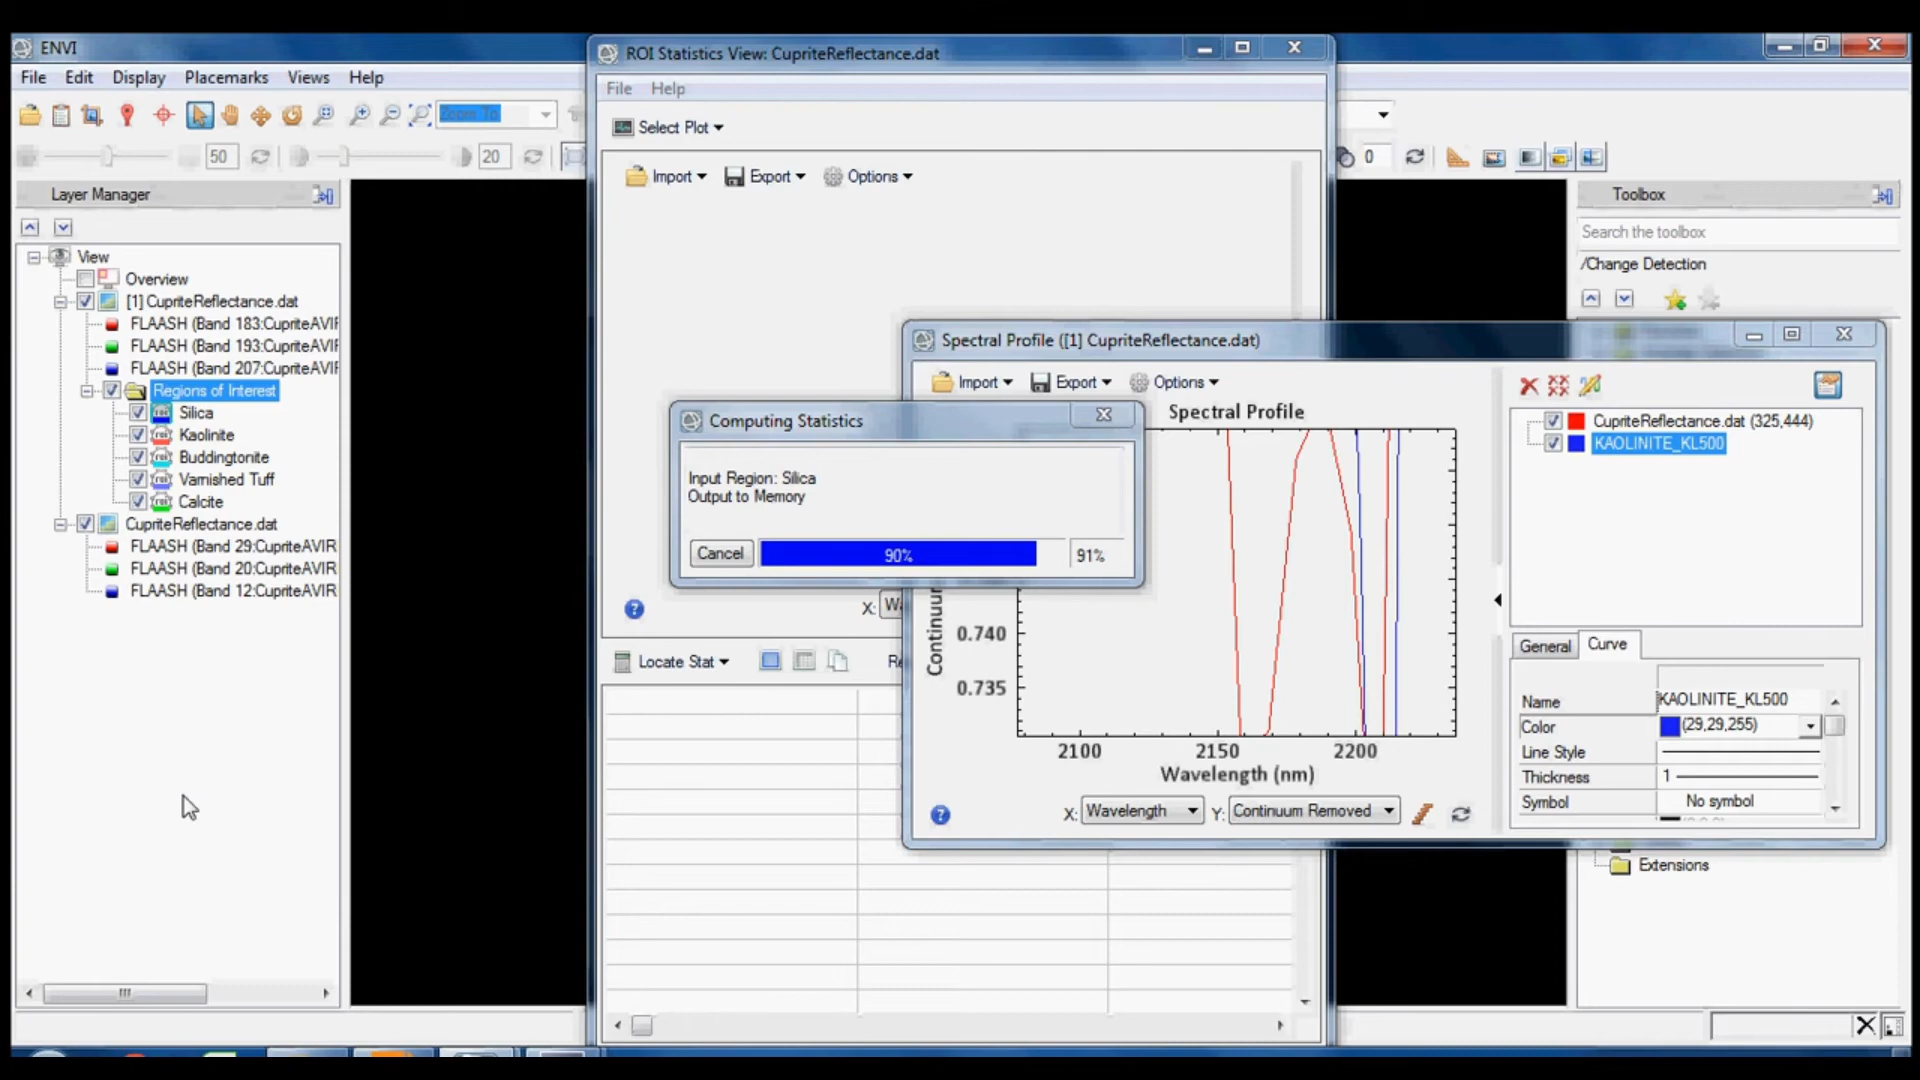 ENVI
File Edit Display Placemarks Views Help
50
20
Layer Manager
View
Overview
[1] CupriteReflectance.dat
FLAASH (Band 183:CupriteAVIR
FLAASH (Band 193:CupriteAVIR
FLAASH (Band 207:CupriteAVIR
Regions of Interest
Silica
Kaolinite
Buddingtonite
Varnished Tuff
Calcite
CupriteReflectance.dat
FLAASH (Band 29:CupriteAVIR
FLAASH (Band 20:CupriteAVIR
FLAASH (Band 12:CupriteAVIR
ROI Statistics View: CupriteReflectance.dat
File Help
Select Plot
Import Export Options
X: Wa
Locate Stat
Re
Computing Statistics
Input Region: Silica
Output to Memory
Cancel 90% 91%
Spectral Profile ([1] CupriteReflectance.dat)
Import Export Options
Spectral Profile
Continuum
0.740
0.735
2100 2150 2200
Wavelength (nm)
X: Wavelength Y: Continuum Removed
CupriteReflectance.dat (325,444)
KAOLINITE_KL500
General Curve
Name KAOLINITE_KL500
Color (29,29,255)
Line Style
Thickness 1
Symbol No symbol
0
Toolbox
Search the toolbox
/Change Detection
Extensions